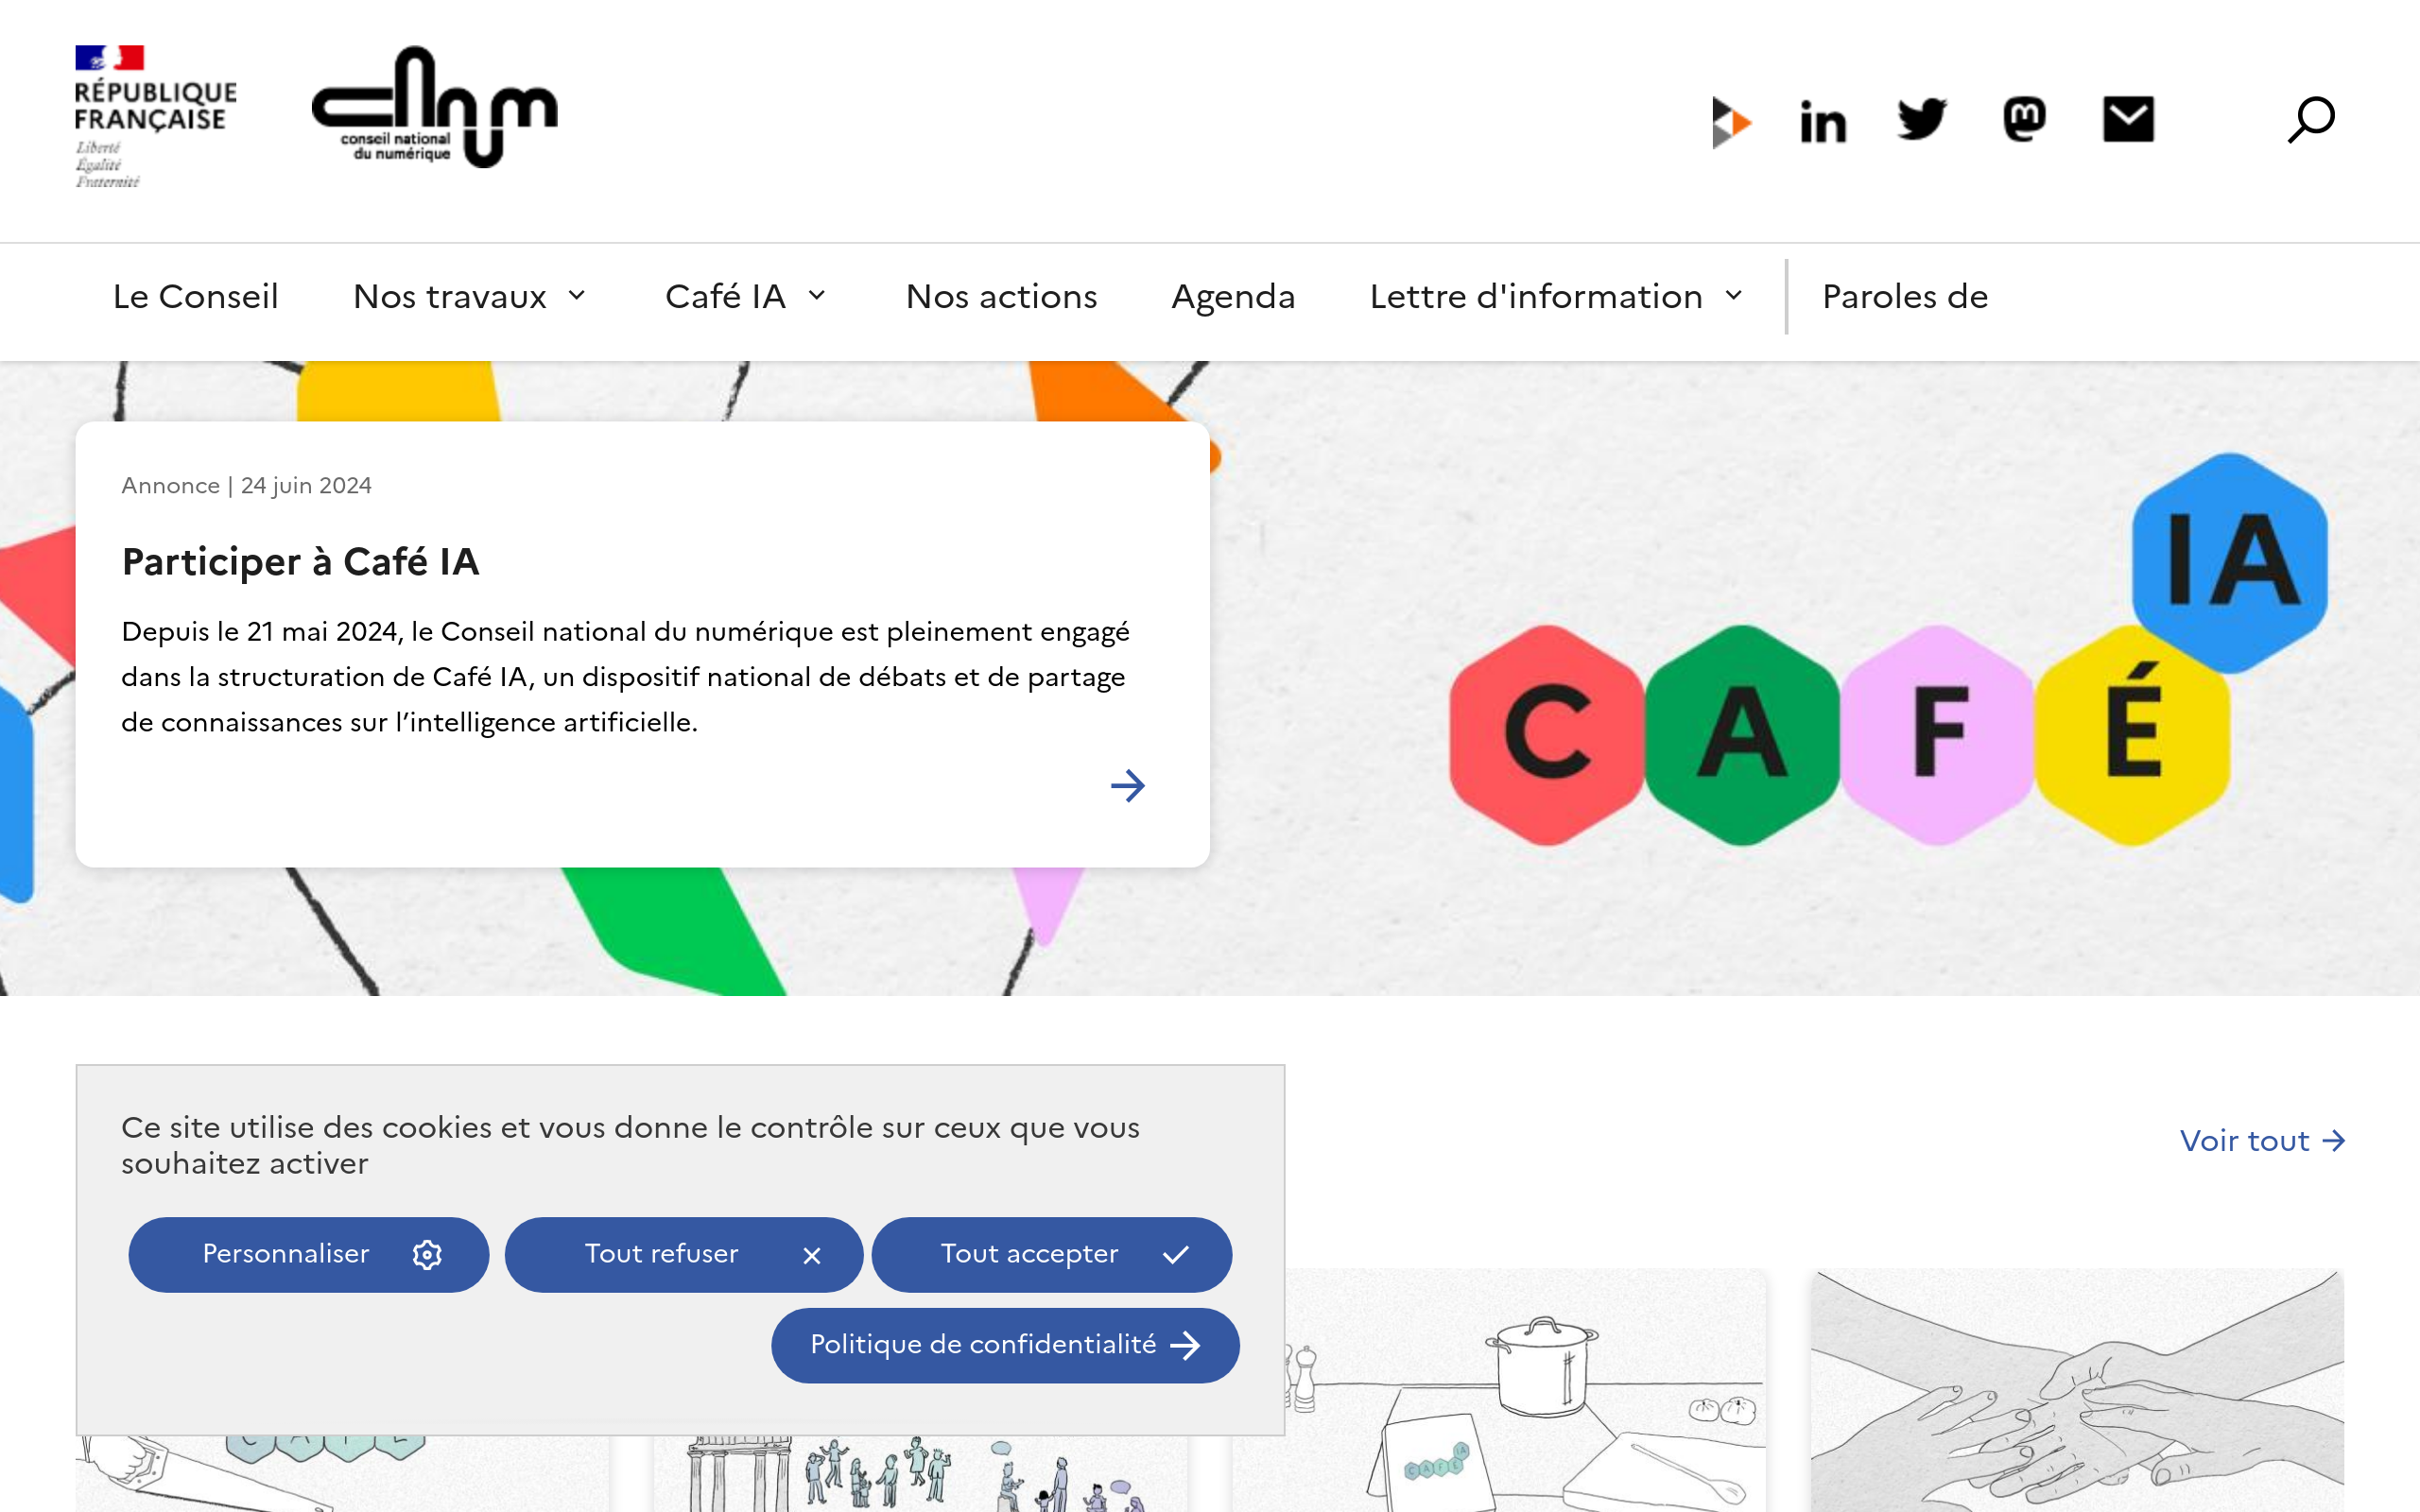 RÉPUBLIQUE
FRANÇAISE
Liberté
Égalité
Fraternité
cnnum
conseil national
du numérique
in
Le Conseil
Nos travaux
Café IA
Nos actions
Agenda
Lettre d'information
Paroles de
Annonce | 24 juin 2024
Participer à Café IA
Depuis le 21 mai 2024, le Conseil national du numérique est pleinement engagé
dans la structuration de Café IA, un dispositif national de débats et de partage
de connaissances sur l’intelligence artificielle.
IA
CAFÉ
Ce site utilise des cookies et vous donne le contrôle sur ceux que vous
souhaitez activer
Voir tout
Personnaliser
Tout refuser
Tout accepter
Politique de confidentialité
IA
CAFÉ